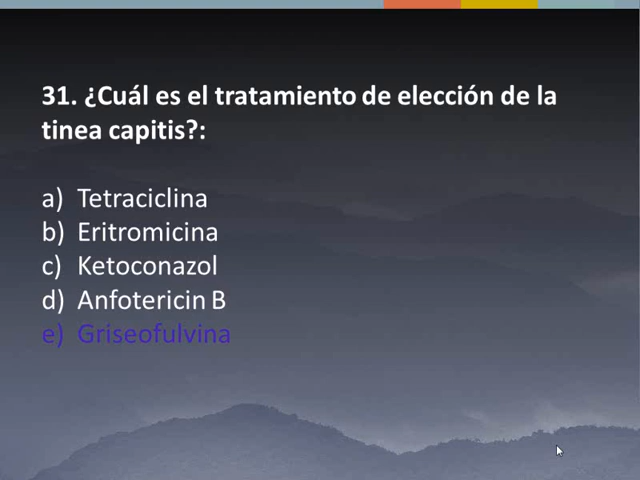 31. ¿Cuál es el tratamiento de elección de la
tinea capitis?:
a) Tetraciclina
b) Eritromicina
c) Ketoconazol
d) Anfotericin B
e) Griseofulvina